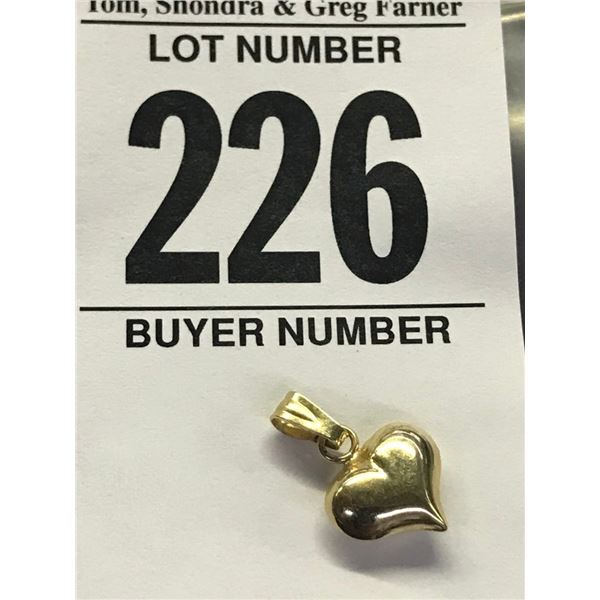 Tom, Shondra & Greg Farner
LOT NUMBER
226
BUYER NUMBER